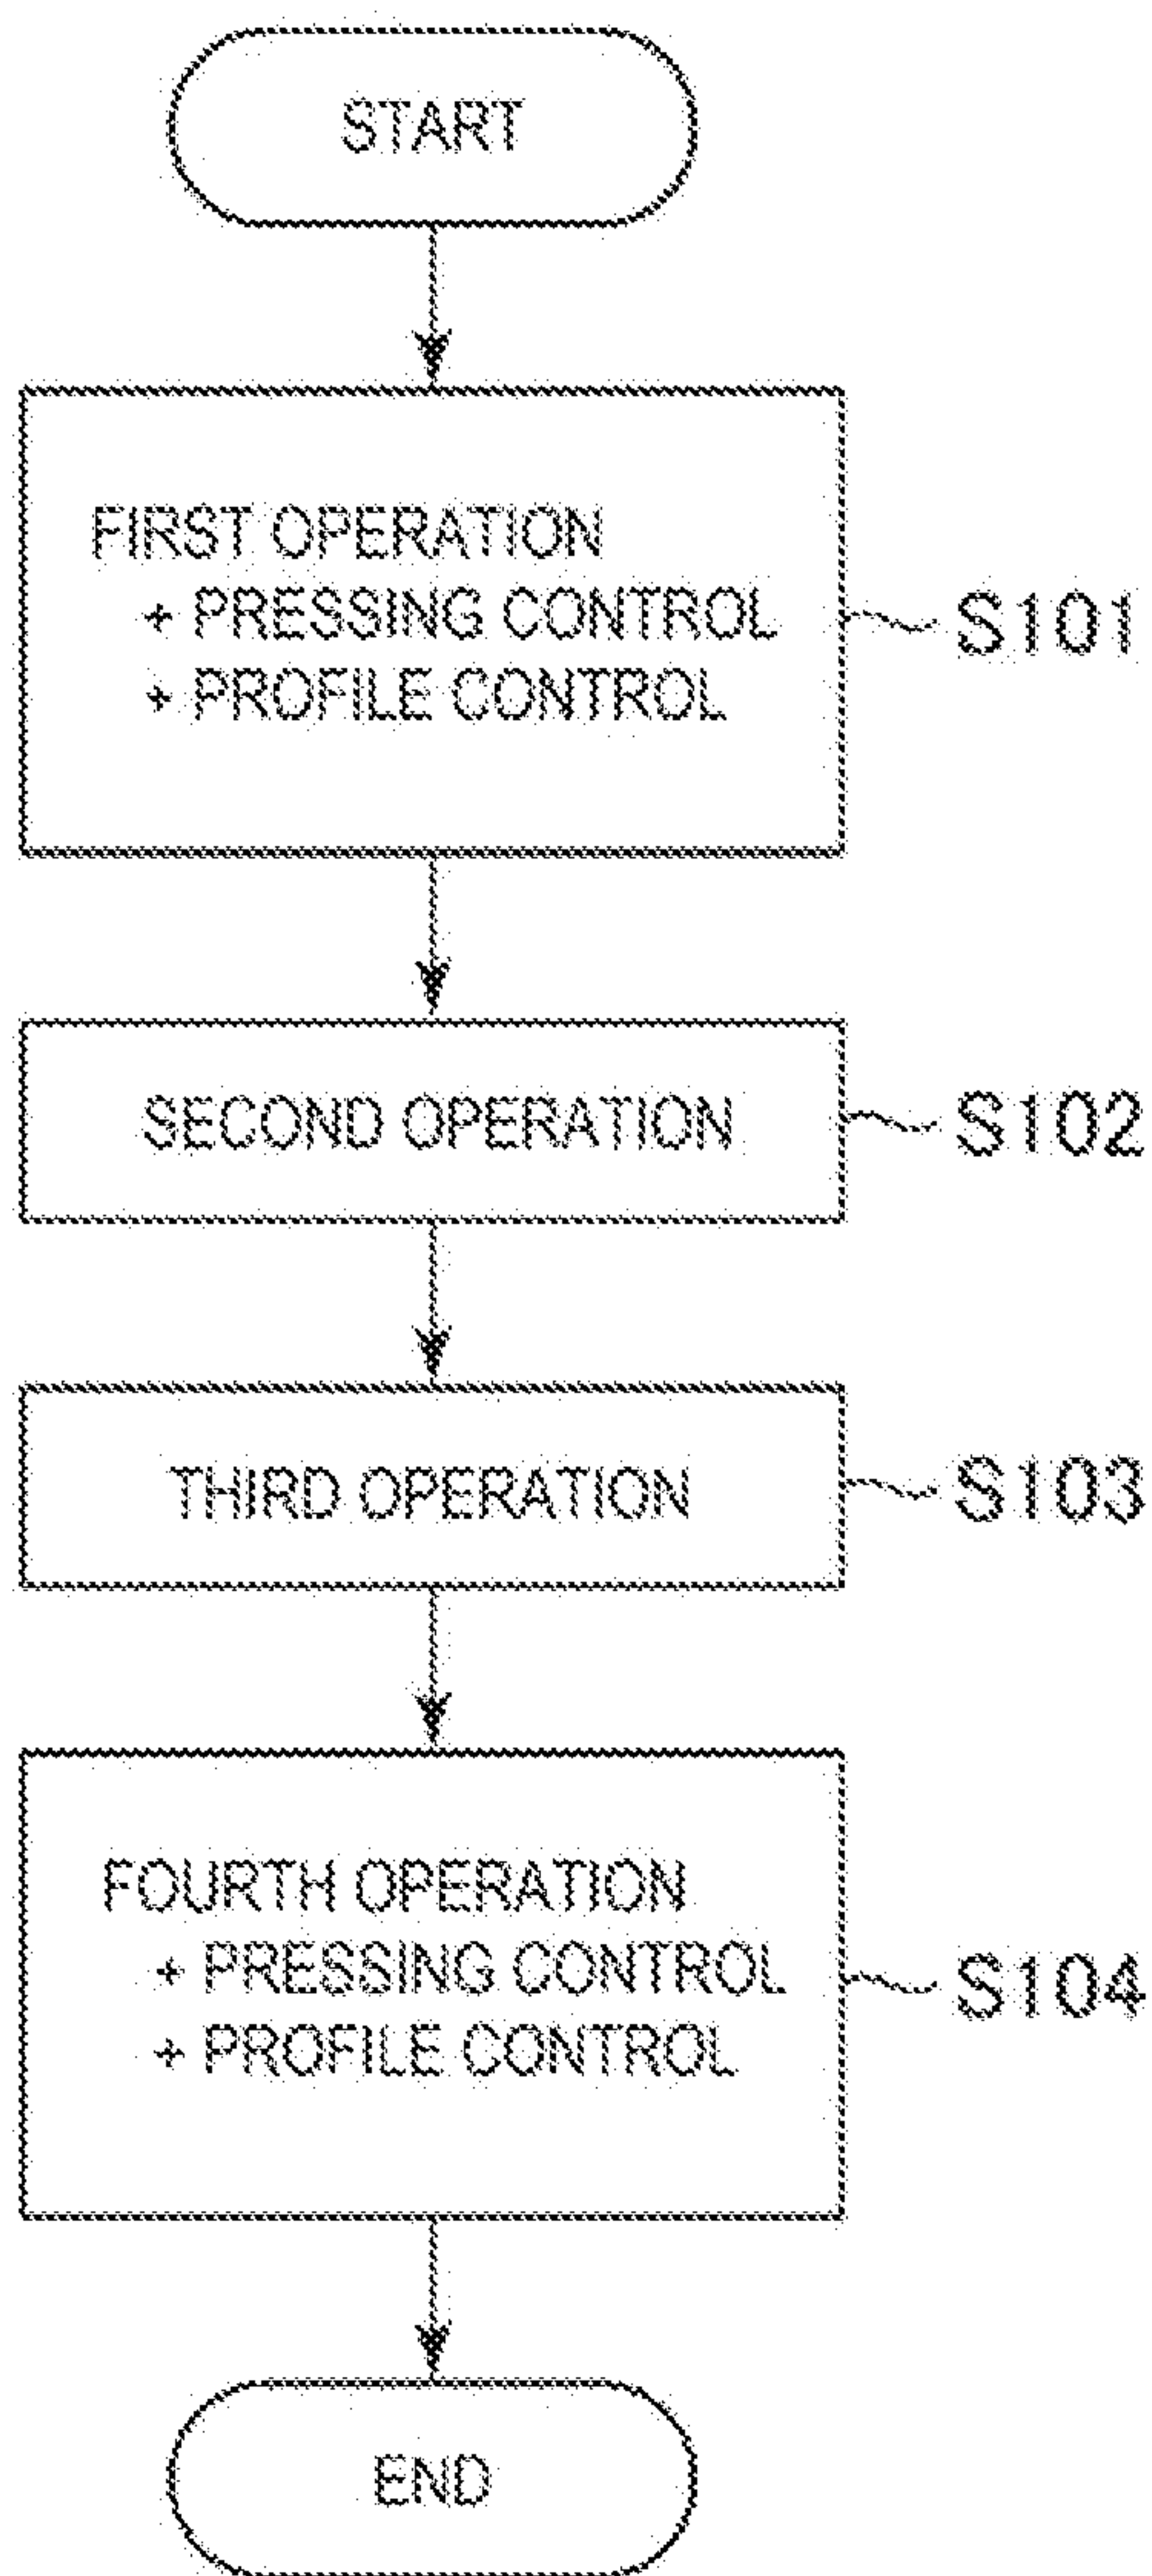 START
FIRST OPERATION
+ PRESSING CONTROL
+ PROFILE CONTROL
S101
SECOND OPERATION
S102
THIRD OPERATION
S103
FOURTH OPERATION
+ PRESSING CONTROL
+ PROFILE CONTROL
S104
END